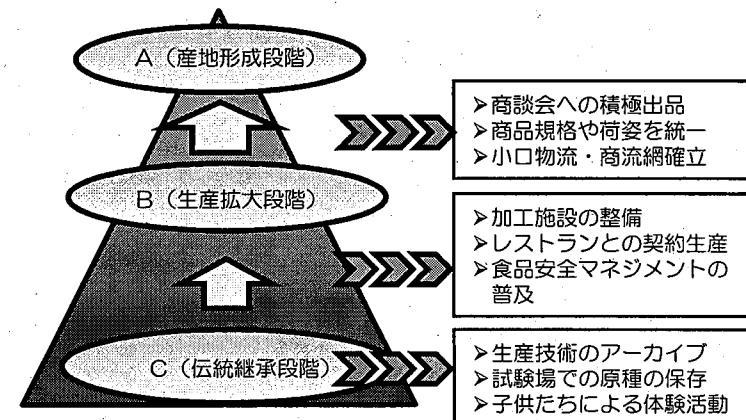 A（産地形成段階）
➢商談会への積極出品
➢商品規格や荷姿を統一
➢小口物流・商流網確立
B（生産拡大段階）
➢加工施設の整備
➢レストランとの契約生産
➢食品安全マネジメントの
普及
C（伝統継承段階）
➢生産技術のアーカイブ
➢試験場での原種の保存
➢子供たちによる体験活動